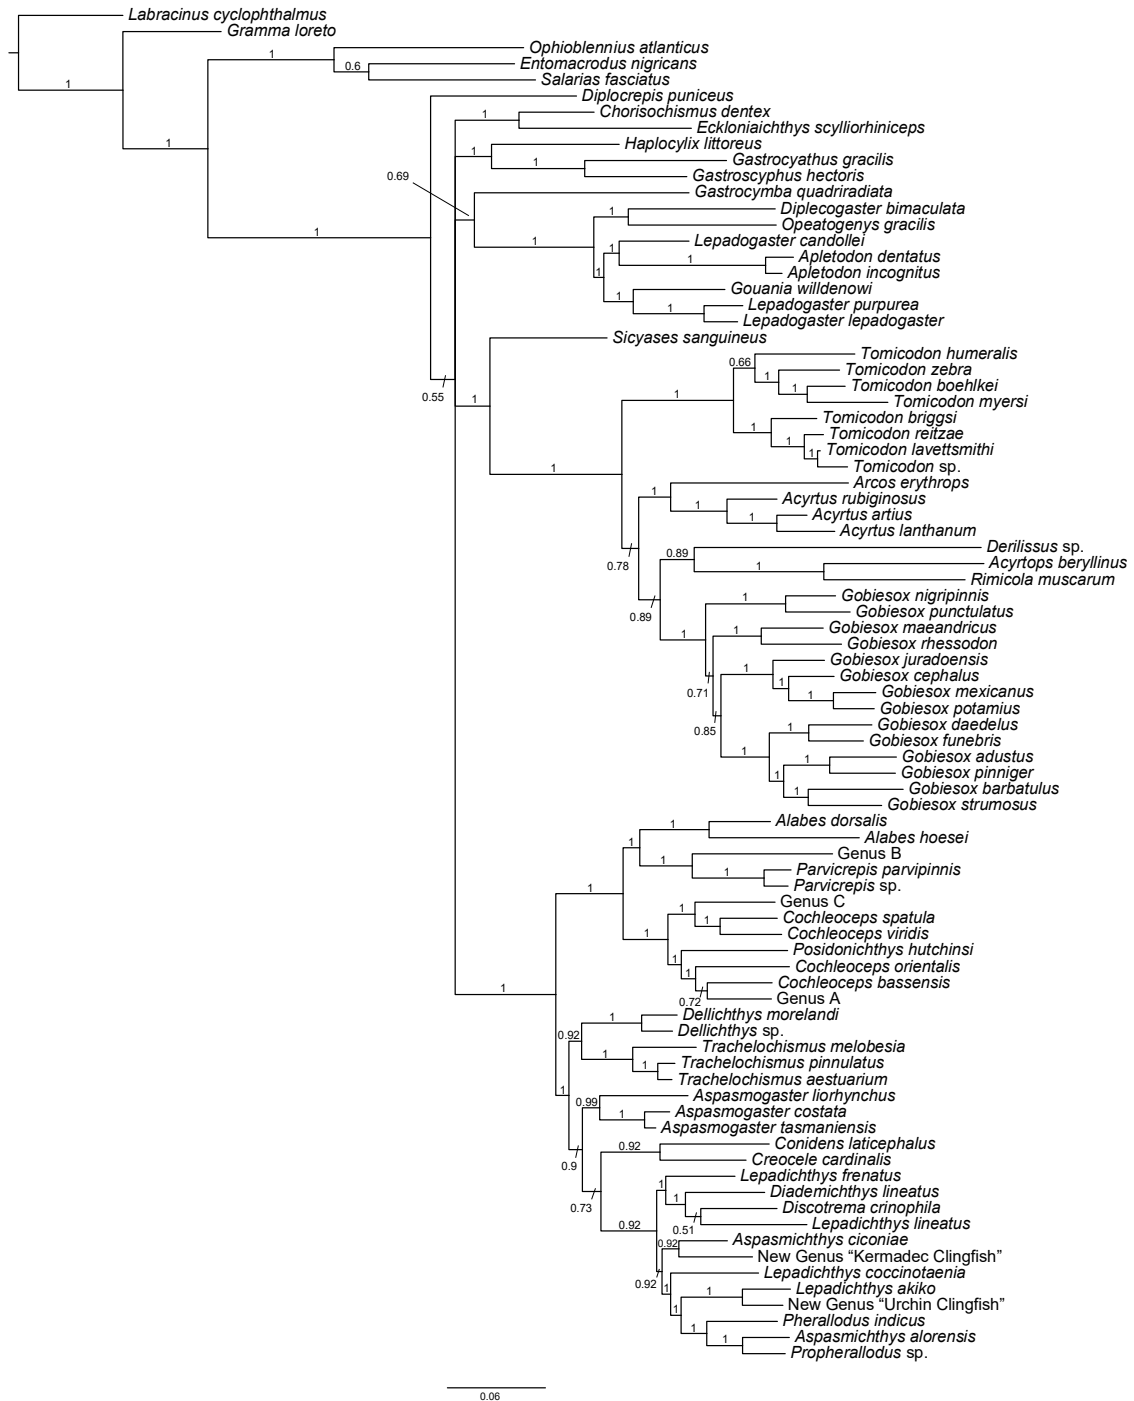 Labracinus cyclophthalmus
Gramma loreto
1
Ophioblennius atlanticus
1
Entomacrodus nigricans
0.6
Salarias fasciatus
1
Diplocrepis puniceus
Chorisochismus dentex
1
Eckloniaichthys scylliorhiniceps
1
Haplocylix littoreus
1
Gastrocyathus gracilis
1
Gastroscyphus hectoris
0.69
Gastrocymba quadriradiata
Diplecogaster bimaculata
1
Opeatogenys gracilis
1
1
Lepadogaster candollei
1
Apletodon dentatus
1
Apletodon incognitus
1
Gouania willdenowi
1
Lepadogaster purpurea
1
Lepadogaster lepadogaster
Sicyases sanguineus
Tomicodon humeralis
0.66
Tomicodon zebra
1
Tomicodon boehlkei
1
Tomicodon myersi
0.55
1
1
Tomicodon briggsi
1
Tomicodon reitzae
1
Tomicodon lavettsmithi
1
Tomicodon sp.
1
Arcos erythrops
1
Acyrtus rubiginosus
1
Acyrtus artius
1
Acyrtus lanthanum
Derilissus sp.
0.89
Acyrtops beryllinus
0.78
1
Rimicola muscarum
Gobiesox nigripinnis
1
Gobiesox punctulatus
0.89
Gobiesox maeandricus
1
1
Gobiesox rhessodon
Gobiesox juradoensis
1
Gobiesox cephalus
1
Gobiesox mexicanus
0.71
1
Gobiesox potamius
Gobiesox daedelus
0.85
1
Gobiesox funebris
1
Gobiesox adustus
1
Gobiesox pinniger
1
Gobiesox barbatulus
1
Gobiesox strumosus
Alabes dorsalis
1
Alabes hoesei
1
Genus B
1
Parvicrepis parvipinnis
1
Parvicrepis sp.
1
Genus C
1
Cochleoceps spatula
1
Cochleoceps viridis
1
Posidonichthys hutchinsi
1
Cochleoceps orientalis
1
Cochleoceps bassensis
1
Genus A
0.72
Dellichthys morelandi
1
Dellichthys sp.
0.92
Trachelochismus melobesia
1
Trachelochismus pinnulatus
1
Trachelochismus aestuarium
1
Aspasmogaster liorhynchus
0.99
Aspasmogaster costata
1
Aspasmogaster tasmaniensis
Conidens laticephalus
0.92
Creocele cardinalis
0.9
Lepadichthys frenatus
1
Diademichthys lineatus
1
Discotrema crinophila
0.73
Lepadichthys lineatus
0.92
0.51
Aspasmichthys ciconiae
0.92
New Genus “Kermadec Clingfish”
Lepadichthys coccinotaenia
0.92
1
Lepadichthys akiko
1
New Genus “Urchin Clingfish”
1
Pherallodus indicus
1
Aspasmichthys alorensis
1
Propherallodus sp.
0.06